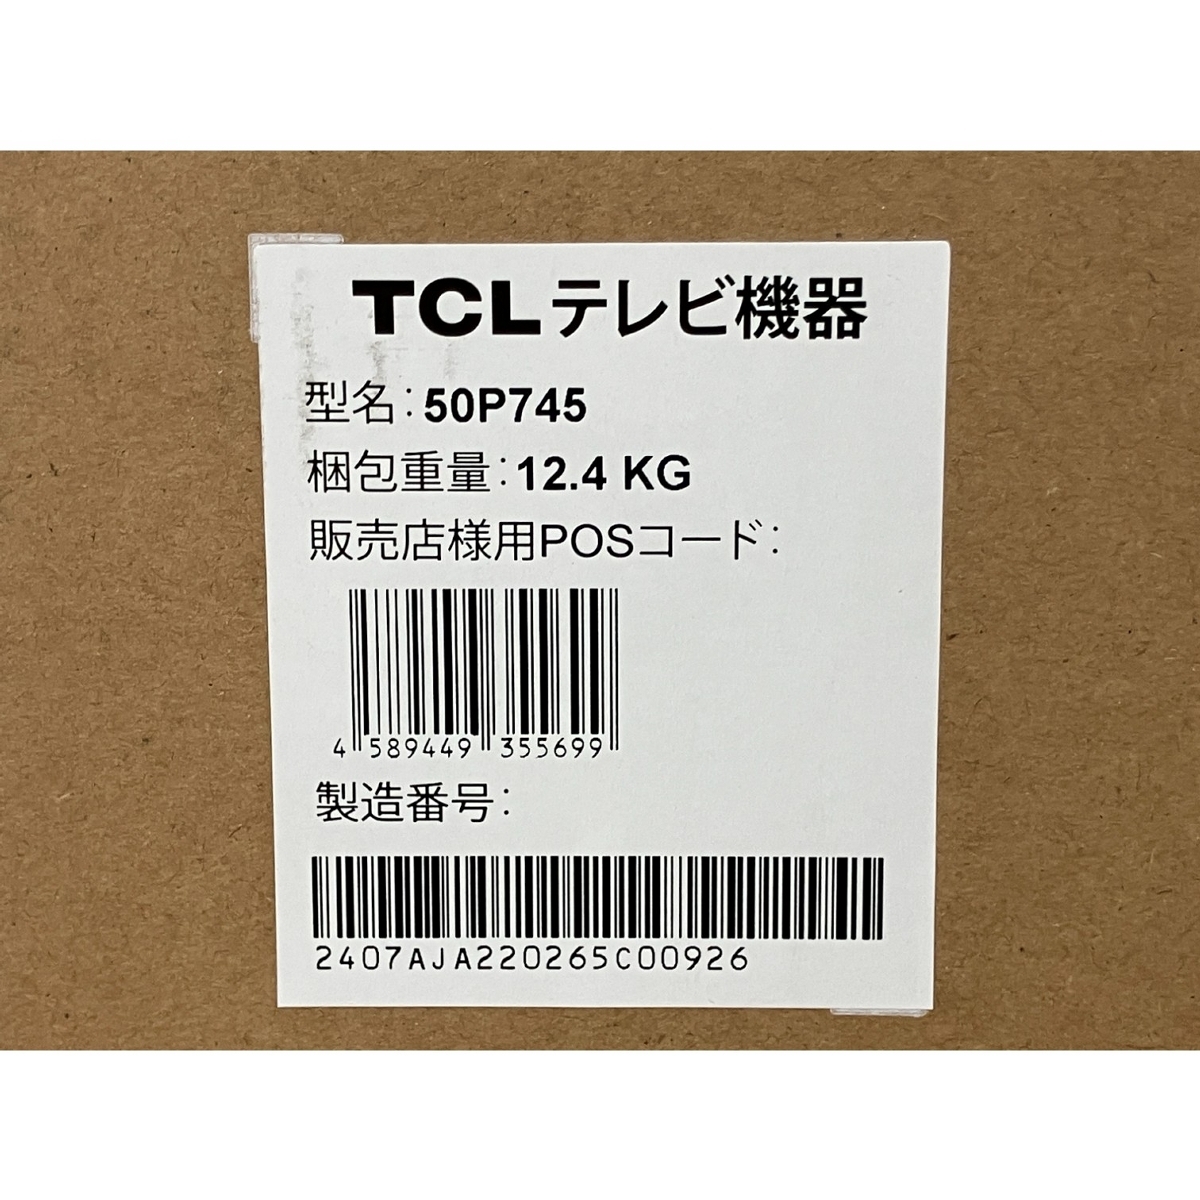 TCLテレビ機器
型名:50P745
梱包重量:12.4 KG
販売店様用POSコード:
4 589449 355699
製造番号:
2407AJA220265C00926